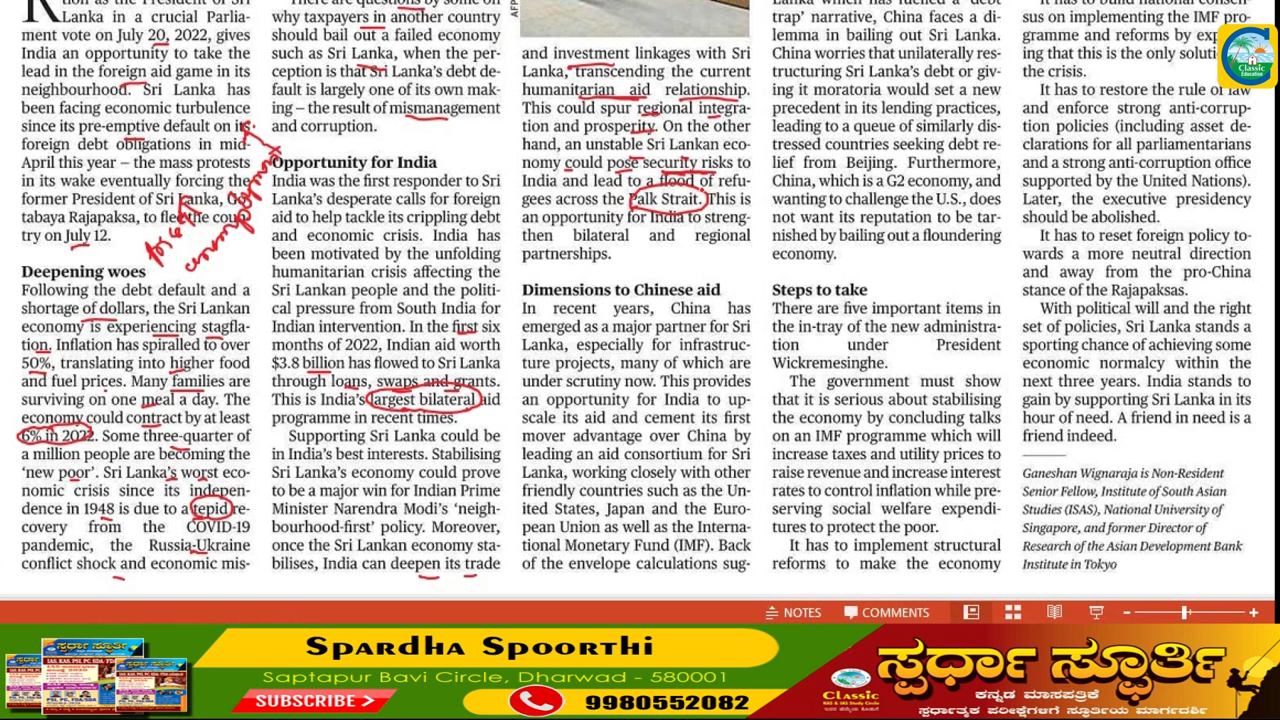 tion as the President of Sri
Lanka in a crucial Parlia-
ment vote on July 20, 2022, gives
India an opportunity to take the
lead in the foreign aid game in its
neighbourhood. Sri Lanka has
been facing economic turbulence
since its pre-emptive default on its
foreign debt obligations in mid-
April this year – the mass protests
in its wake eventually forcing the
former President of Sri Lanka, Go
tabaya Rajapaksa, to flee the coun
try on July 12.
Deepening woes
Following the debt default and a
shortage of dollars, the Sri Lankan
economy is experiencing stagfla-
tion. Inflation has spiralled to over
50%, translating into higher food
and fuel prices. Many families are
surviving on one meal a day. The
economy could contract by at least
6% in 2022. Some three-quarter of
a million people are becoming the
'new poor'. Sri Lanka's worst eco-
nomic crisis since its indepen-
dence in 1948 is due to a tepid re-
covery from the COVID-19
pandemic, the Russia-Ukraine
conflict shock and economic mis-
There are questions by some on
why taxpayers in another country
should bail out a failed economy
such as Sri Lanka, when the per-
ception is that Sri Lanka's debt de-
fault is largely one of its own mak-
ing – the result of mismanagement
and corruption.
Opportunity for India
India was the first responder to Sri
Lanka's desperate calls for foreign
aid to help tackle its crippling debt
and economic crisis. India has
been motivated by the unfolding
humanitarian crisis affecting the
Sri Lankan people and the politi-
cal pressure from South India for
Indian intervention. In the first six
months of 2022, Indian aid worth
$3.8 billion has flowed to Sri Lanka
through loans, swaps and grants.
This is India's largest bilateral aid
programme in recent times.
Supporting Sri Lanka could be
in India's best interests. Stabilising
Sri Lanka's economy could prove
to be a major win for Indian Prime
Minister Narendra Modi's 'neigh-
bourhood-first' policy. Moreover,
once the Sri Lankan economy sta-
bilises, India can deepen its trade
AFP
and investment linkages with Sri
Lanka, transcending the current
humanitarian aid relationship.
This could spur regional integra-
tion and prosperity. On the other
hand, an unstable Sri Lankan eco-
nomy could pose security risks to
India and lead to a flood of refu-
gees across the Palk Strait. This is
an opportunity for India to streng-
then bilateral and regional
partnerships.
Dimensions to Chinese aid
In recent years, China has
emerged as a major partner for Sri
Lanka, especially for infrastruc-
ture projects, many of which are
under scrutiny now. This provides
an opportunity for India to up-
scale its aid and cement its first
mover advantage over China by
leading an aid consortium for Sri
Lanka, working closely with other
friendly countries such as the Un-
ited States, Japan and the Euro-
pean Union as well as the Interna-
tional Monetary Fund (IMF). Back
of the envelope calculations sug-
Lanka which has fuelled a 'debt
trap' narrative, China faces a di-
lemma in bailing out Sri Lanka.
China worries that unilaterally res-
tructuring Sri Lanka's debt or giv-
ing it moratoria would set a new
precedent in its lending practices,
leading to a queue of similarly dis-
tressed countries seeking debt re-
lief from Beijing. Furthermore,
China, which is a G2 economy, and
wanting to challenge the U.S., does
not want its reputation to be tar-
nished by bailing out a floundering
economy.
Steps to take
There are five important items in
the in-tray of the new administra-
tion under President
Wickremesinghe.
The government must show
that it is serious about stabilising
the economy by concluding talks
on an IMF programme which will
increase taxes and utility prices to
raise revenue and increase interest
rates to control inflation while pre-
serving social welfare expendi-
tures to protect the poor.
It has to implement structural
reforms to make the economy
It has to build national consen-
sus on implementing the IMF pro-
gramme and reforms by exp
ing that this is the only soluti
the crisis.
It has to restore the rule of law
and enforce strong anti-corrup-
tion policies (including asset de-
clarations for all parliamentarians
and a strong anti-corruption office
supported by the United Nations).
Later, the executive presidency
should be abolished.
It has to reset foreign policy to-
wards a more neutral direction
and away from the pro-China
stance of the Rajapaksas.
With political will and the right
set of policies, Sri Lanka stands a
sporting chance of achieving some
economic normalcy within the
next three years. India stands to
gain by supporting Sri Lanka in its
hour of need. A friend in need is a
friend indeed.
Ganeshan Wignaraja is Non-Resident
Senior Fellow, Institute of South Asian
Studies (ISAS), National University of
Singapore, and former Director of
Research of the Asian Development Bank
Institute in Tokyo
Classic
Education
NOTES
COMMENTS
Spardha Spoorthi
Saptapur Bavi Circle, Dharwad - 580001
SUBSCRIBE
9980552082
Classic
ಸ್ಪರ್ಧಾ ಸ್ಫೂರ್ತಿ
ಕನ್ನಡ ಮಾಸಪತ್ರಿಕೆ
ಸ್ಪರ್ಧಾತ್ಮಕ ಪರೀಕ್ಷೆಗಳಿಗೆ ಸ್ಫೂರ್ತಿಯ ಮಾರ್ಗದರ್ಶಿ